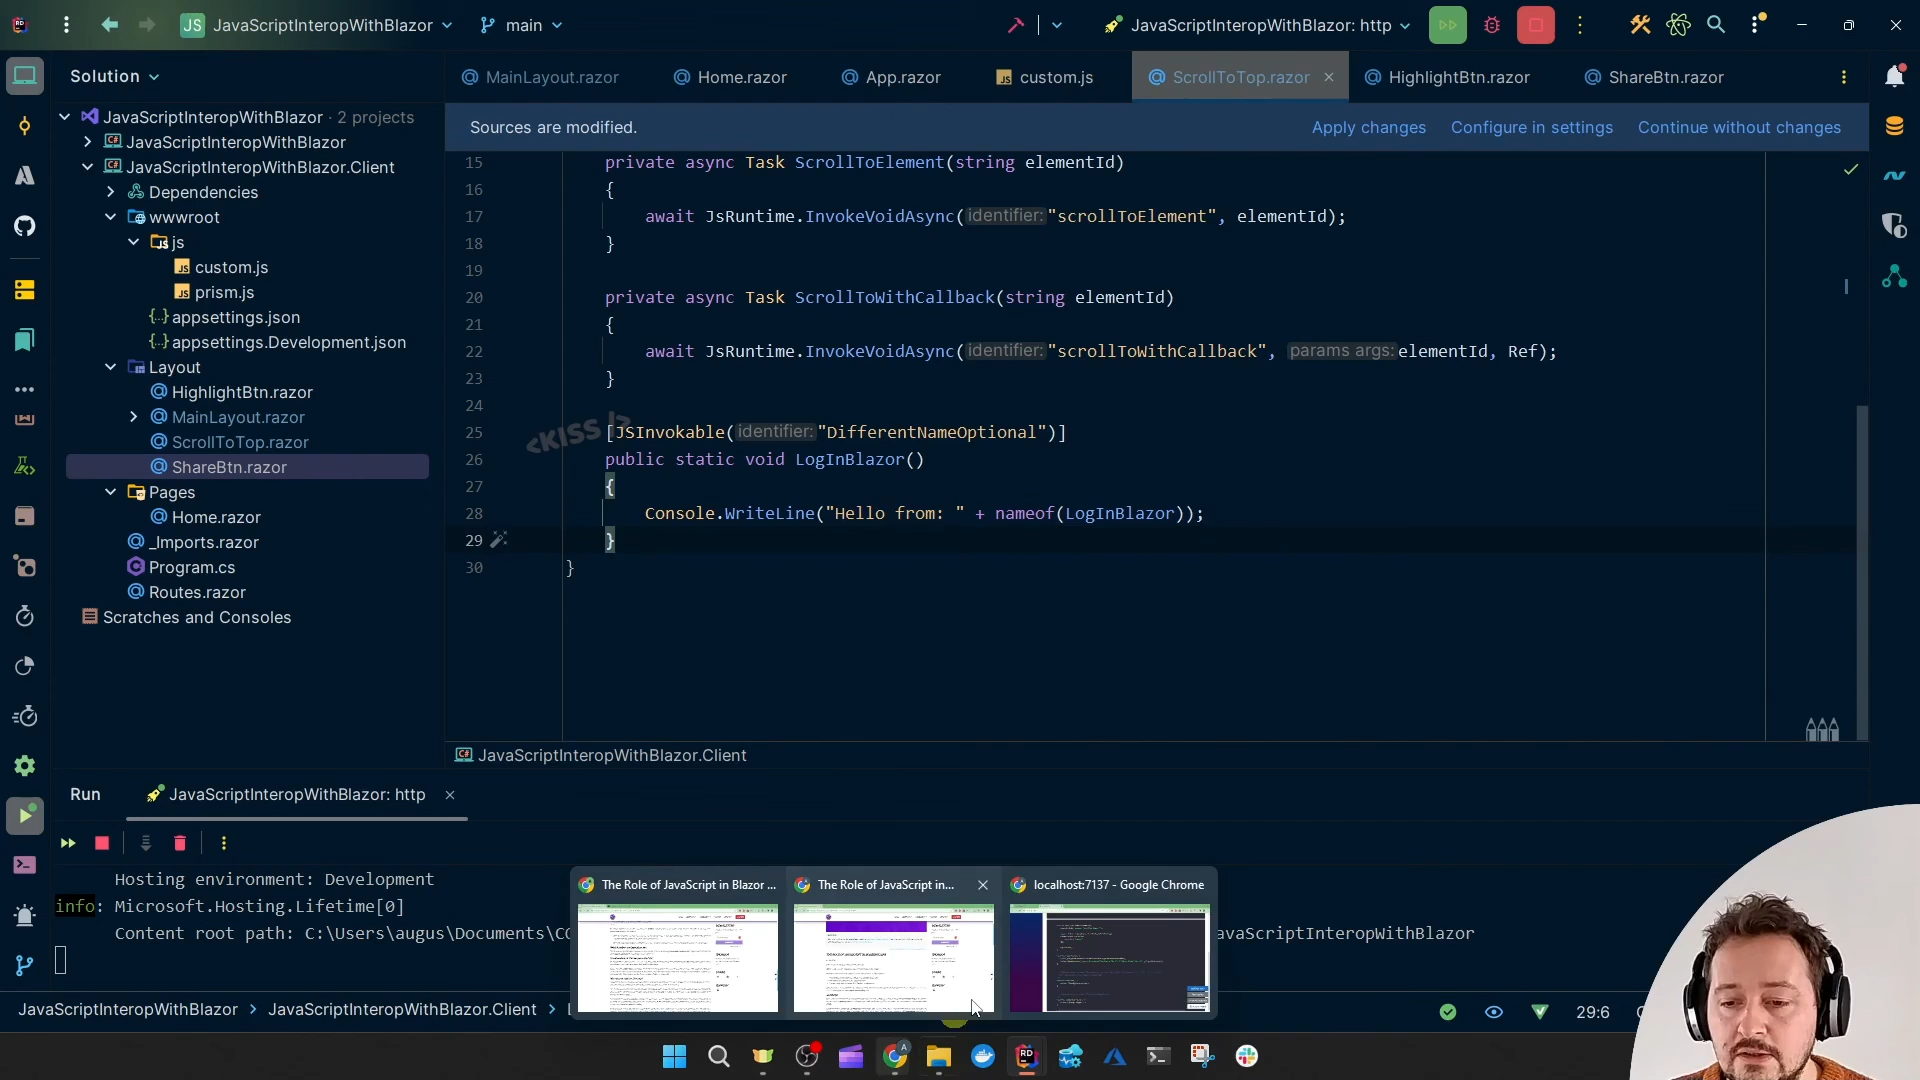 JS JavaScriptInteropWithBlazor main JavaScriptInteropWithBlazor: http
Solution
MainLayout.razor Home.razor App.razor custom.js ScrollToTop.razor HighlightBtn.razor ShareBtn.razor
Sources are modified. Apply changes Configure in settings Continue without changes
JavaScriptInteropWithBlazor · 2 projects
JavaScriptInteropWithBlazor
JavaScriptInteropWithBlazor.Client
Dependencies
wwwroot
js
custom.js
prism.js
appsettings.json
appsettings.Development.json
Layout
HighlightBtn.razor
MainLayout.razor
ScrollToTop.razor
ShareBtn.razor
Pages
Home.razor
_Imports.razor
Program.cs
Routes.razor
Scratches and Consoles
15 private async Task ScrollToElement(string elementId)
16 {
17 await JsRuntime.InvokeVoidAsync(identifier:"scrollToElement", elementId);
18 }
19
20 private async Task ScrollToWithCallback(string elementId)
21 {
22 await JsRuntime.InvokeVoidAsync(identifier:"scrollToWithCallback", params args:elementId, Ref);
23 }
24
25 [JSInvokable(identifier:"DifferentNameOptional")]
26 public static void LogInBlazor()
27 {
28 Console.WriteLine("Hello from: " + nameof(LogInBlazor));
29 }
30 }
<KISS />
JavaScriptInteropWithBlazor.Client
Run JavaScriptInteropWithBlazor: http
Hosting environment: Development
info: Microsoft.Hosting.Lifetime[0]
Content root path: C:\Users\augus\Documents\CO avaScriptInteropWithBlazor
The Role of JavaScript in Blazor ... The Role of JavaScript in... localhost:7137 - Google Chrome
JavaScriptInteropWithBlazor > JavaScriptInteropWithBlazor.Client > 29:6